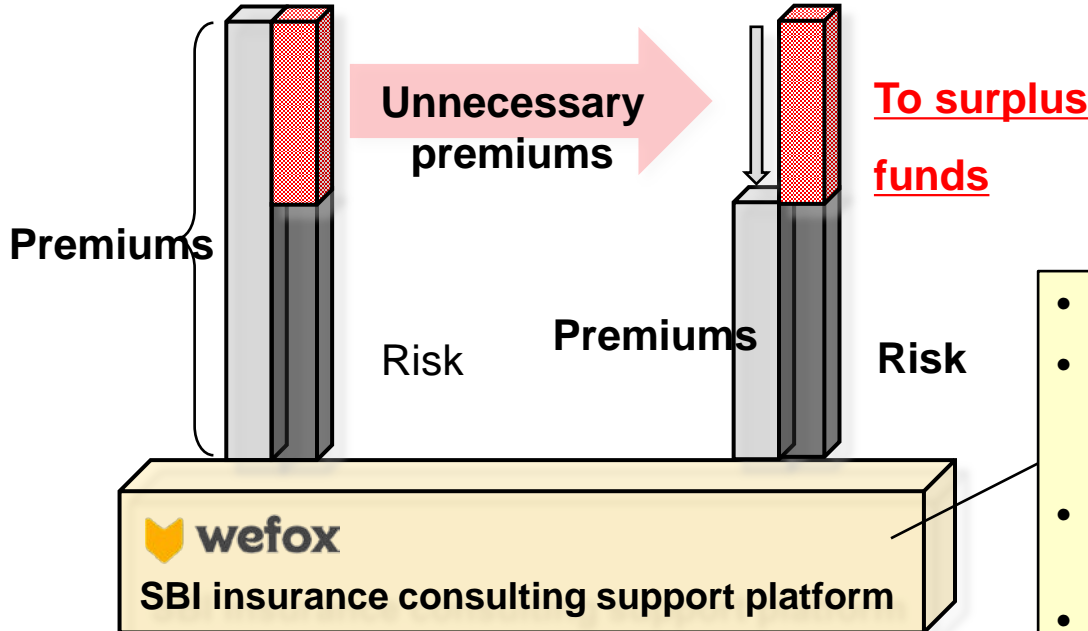 Unnecessary
premiums
To surplus
funds
Premiums
Risk
Premiums
Risk
•
•
•
•
wefox
SBI insurance consulting support platform